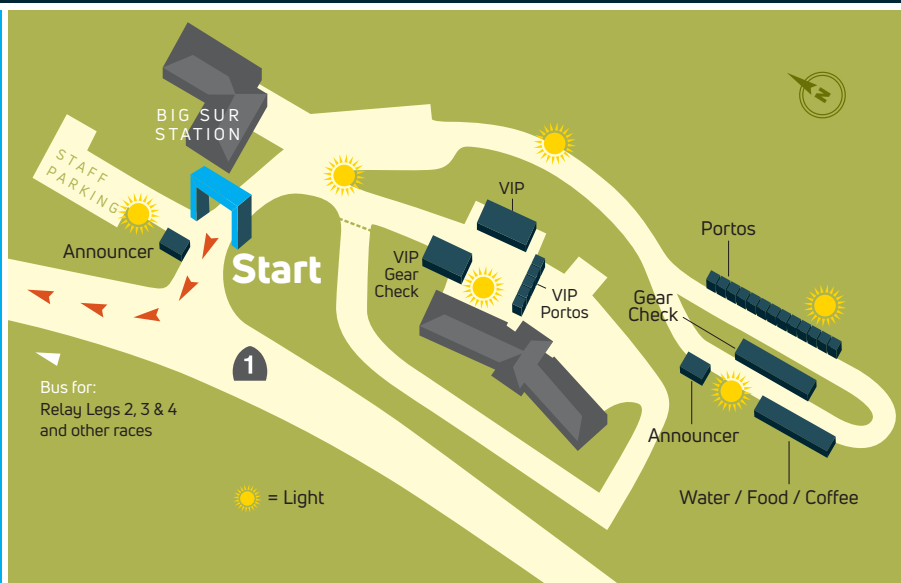 BIG SUR
STATION
N
STAFF
PARKING
VIP
Portos
Announcer
Start
VIP
Gear
Check
VIP
Portos
Gear
Check
1
Bus for:
Relay Legs 2, 3 & 4
and other races
Announcer
= Light
Water / Food / Coffee